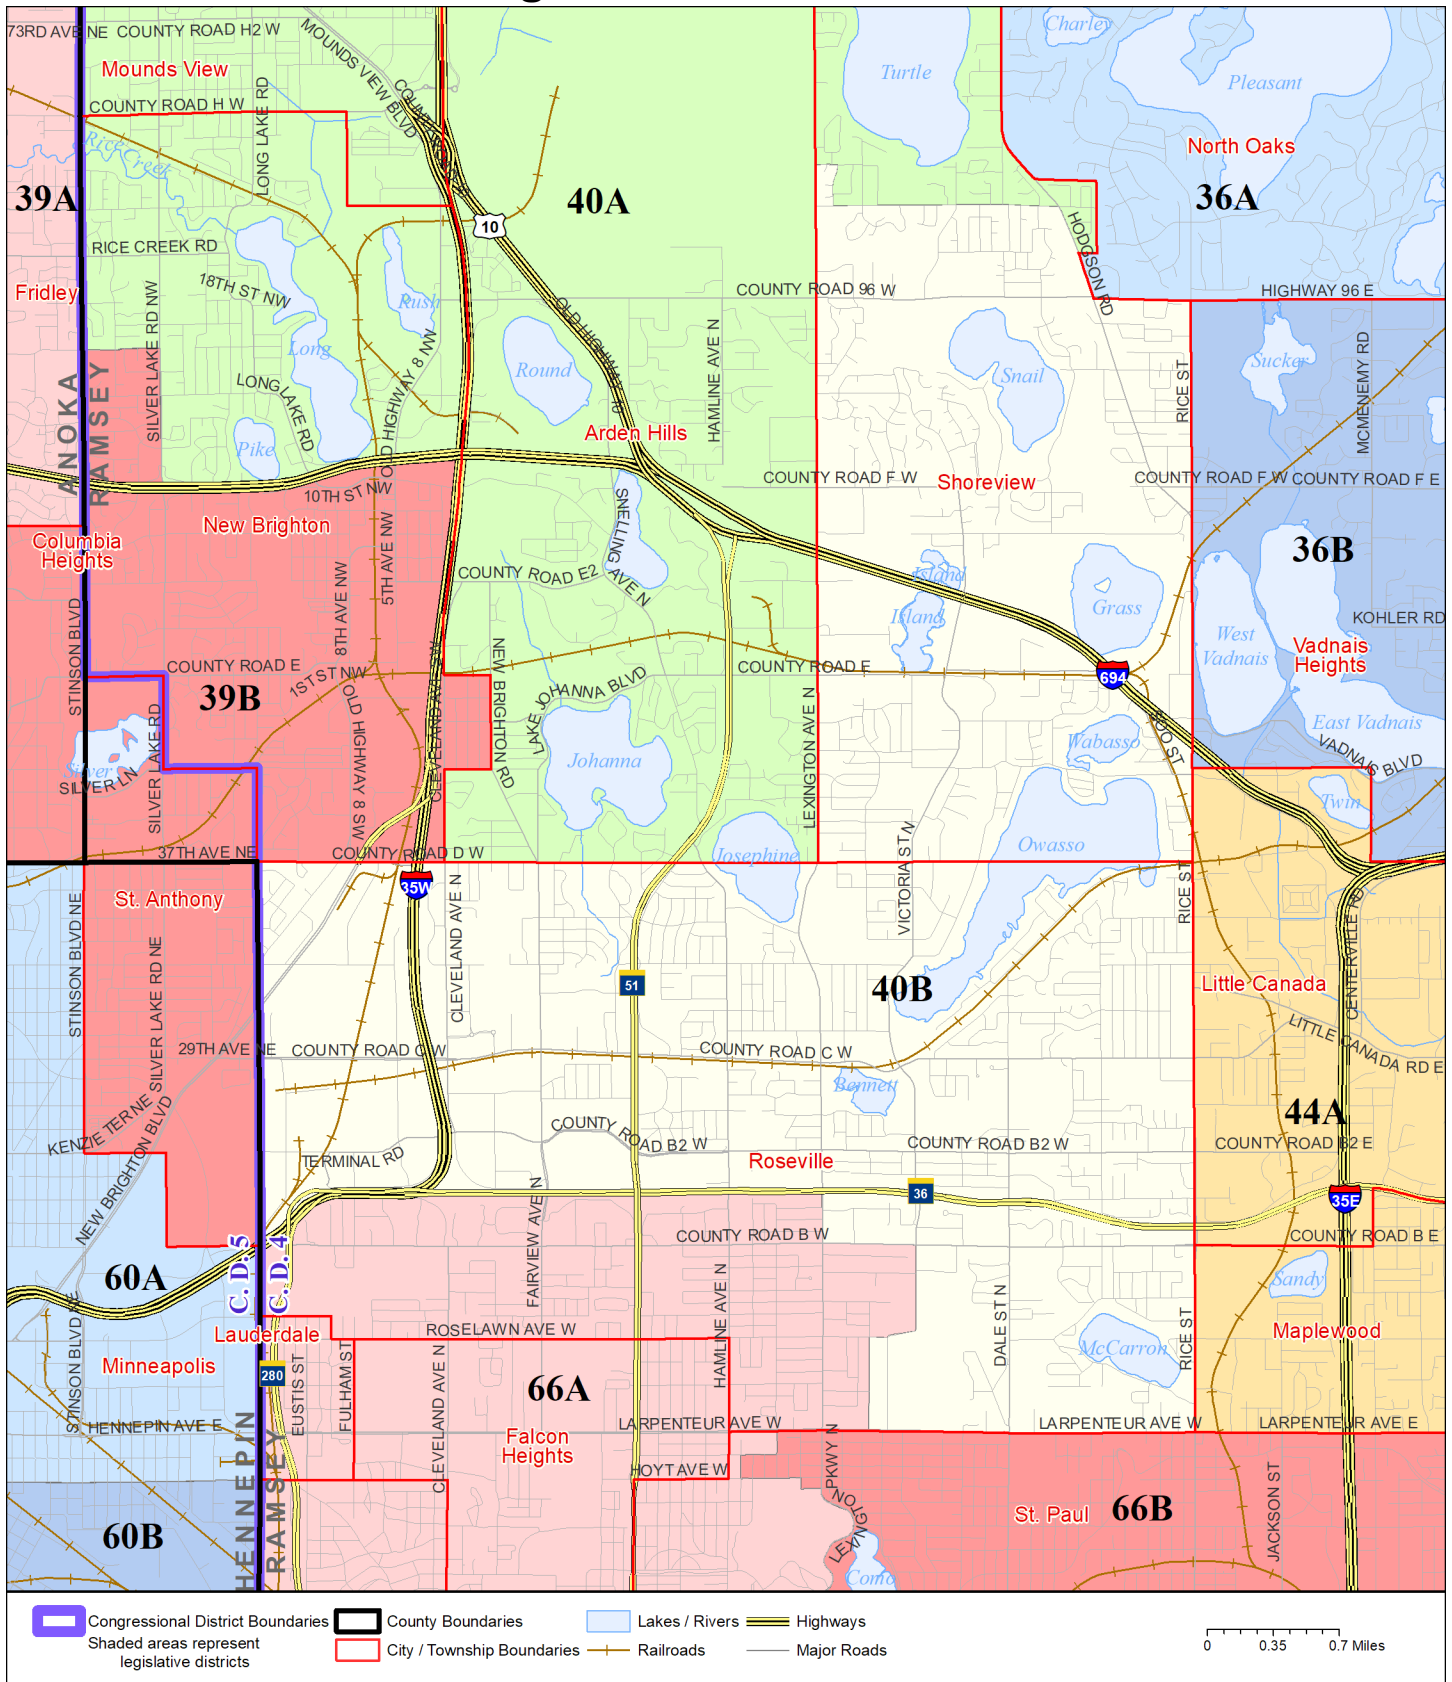 73RD AVE NE
COUNTY ROAD H2 W
Mounds View
MOUNDS VIEW BLVD
COUNTY ROAD H W
LONG LAKE RD
Rice Creek
39A
40A
10
Turtle
Charley
Pleasant
North Oaks
36A
RICE CREEK RD
18TH ST NW
Fridley
SILVER LAKE RD NW
Long
Rush
Round
OLD HIGHWAY 10
COUNTY ROAD 96 W
HODGSON RD
HIGHWAY 96 E
Snail
RICE ST
Sucker
MCMENEMY RD
ANOKA
RAMSEY
LONG LAKE RD
OLD HIGHWAY 8 NW
Pike
HAMLINE AVE N
Arden Hills
COUNTY ROAD F W
Shoreview
COUNTY ROAD F W
COUNTY ROAD F E
10TH ST NW
New Brighton
Columbia
Heights
5TH AVE NW
8TH AVE NW
SNELLING AVE N
COUNTY ROAD E2
Island
Island
Grass
36B
West
Vadnais
KOHLER RD
Vadnais
Heights
STINSON BLVD
COUNTY ROAD E
1ST ST NW
39B
OLD HIGHWAY 8 SW
CLEVELAND AVE SW
NEW BRIGHTON RD
LAKE JOHANNA BLVD
Johanna
COUNTY ROAD E
LEXINGTON AVE N
694
SOO ST
Wabasso
East Vadnais
VADNAIS BLVD
Silver
SILVER LN
SILVER LAKE RD
37TH AVE NE
COUNTY ROAD D W
Josephine
VICTORIA ST N
Owasso
Twin
35W
St. Anthony
STINSON BLVD NE
SILVER LAKE RD NE
CLEVELAND AVE N
51
40B
RICE ST
Little Canada
CENTERVILLE RD
LITTLE CANADA RD E
29TH AVE NE
COUNTY ROAD C W
COUNTY ROAD C W
Bennett
44A
KENZIE TER NE
NEW BRIGHTON BLVD
TERMINAL RD
COUNTY ROAD B2 W
COUNTY ROAD B2 W
COUNTY ROAD B2 E
Roseville
36
35E
FAIRVIEW AVE N
COUNTY ROAD B W
COUNTY ROAD B E
C. D. 5
C. D. 4
60A
Sandy
STINSON BLVD NE
Lauderdale
ROSELAWN AVE W
HAMLINE AVE N
DALE ST N
McCarron
RICE ST
Maplewood
Minneapolis
280
EUSTIS ST
FULHAM ST
CLEVELAND AVE N
66A
HENNEPIN AVE E
Falcon
Heights
LARPENTEUR AVE W
LARPENTEUR AVE W
LARPENTEUR AVE E
HOYT AVE W
LEXINGTON PKWY N
St. Paul
66B
JACKSON ST
60B
HENNEPIN
RAMSEY
Como
Congressional District Boundaries
Shaded areas represent
legislative districts
County Boundaries
City / Township Boundaries
Lakes / Rivers
Railroads
Highways
Major Roads
0
0.35
0.7 Miles